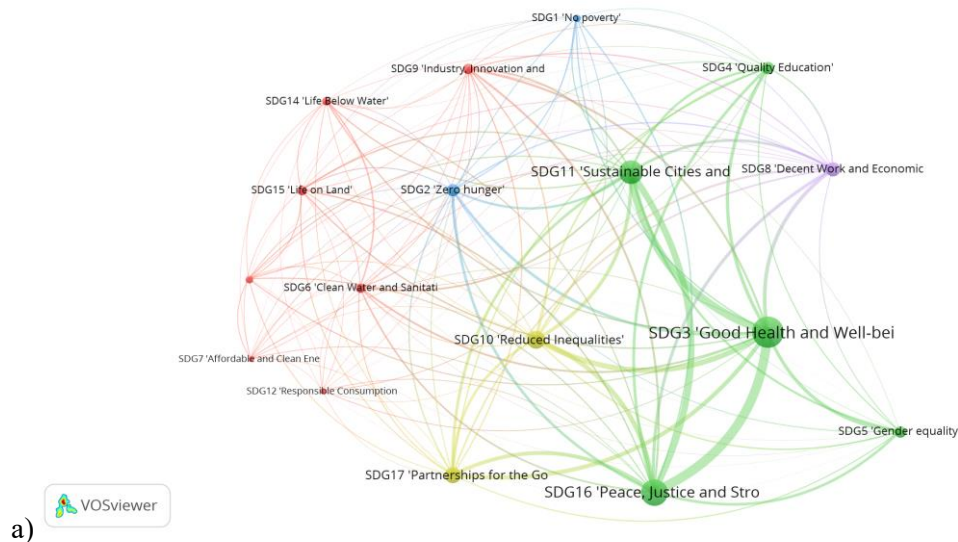 SDG1 'No poverty'
SDG9 'Industry, Innovation and
SDG4 'Quality Education'
SDG14 'Life Below Water'
SDG11 'Sustainable Cities and
SDG8 'Decent Work and Economic
SDG15 'Life on Land'
SDG2 'Zero hunger'
SDG6 'Clean Water and Sanitati
SDG3 'Good Health and Well-bei
SDG10 'Reduced Inequalities'
SDG7 'Affordable and Clean Ene
SDG12 'Responsible Consumption
SDG5 'Gender equality
SDG17 'Partnerships for the Go
SDG16 'Peace, Justice and Stro
VOSviewer
a)